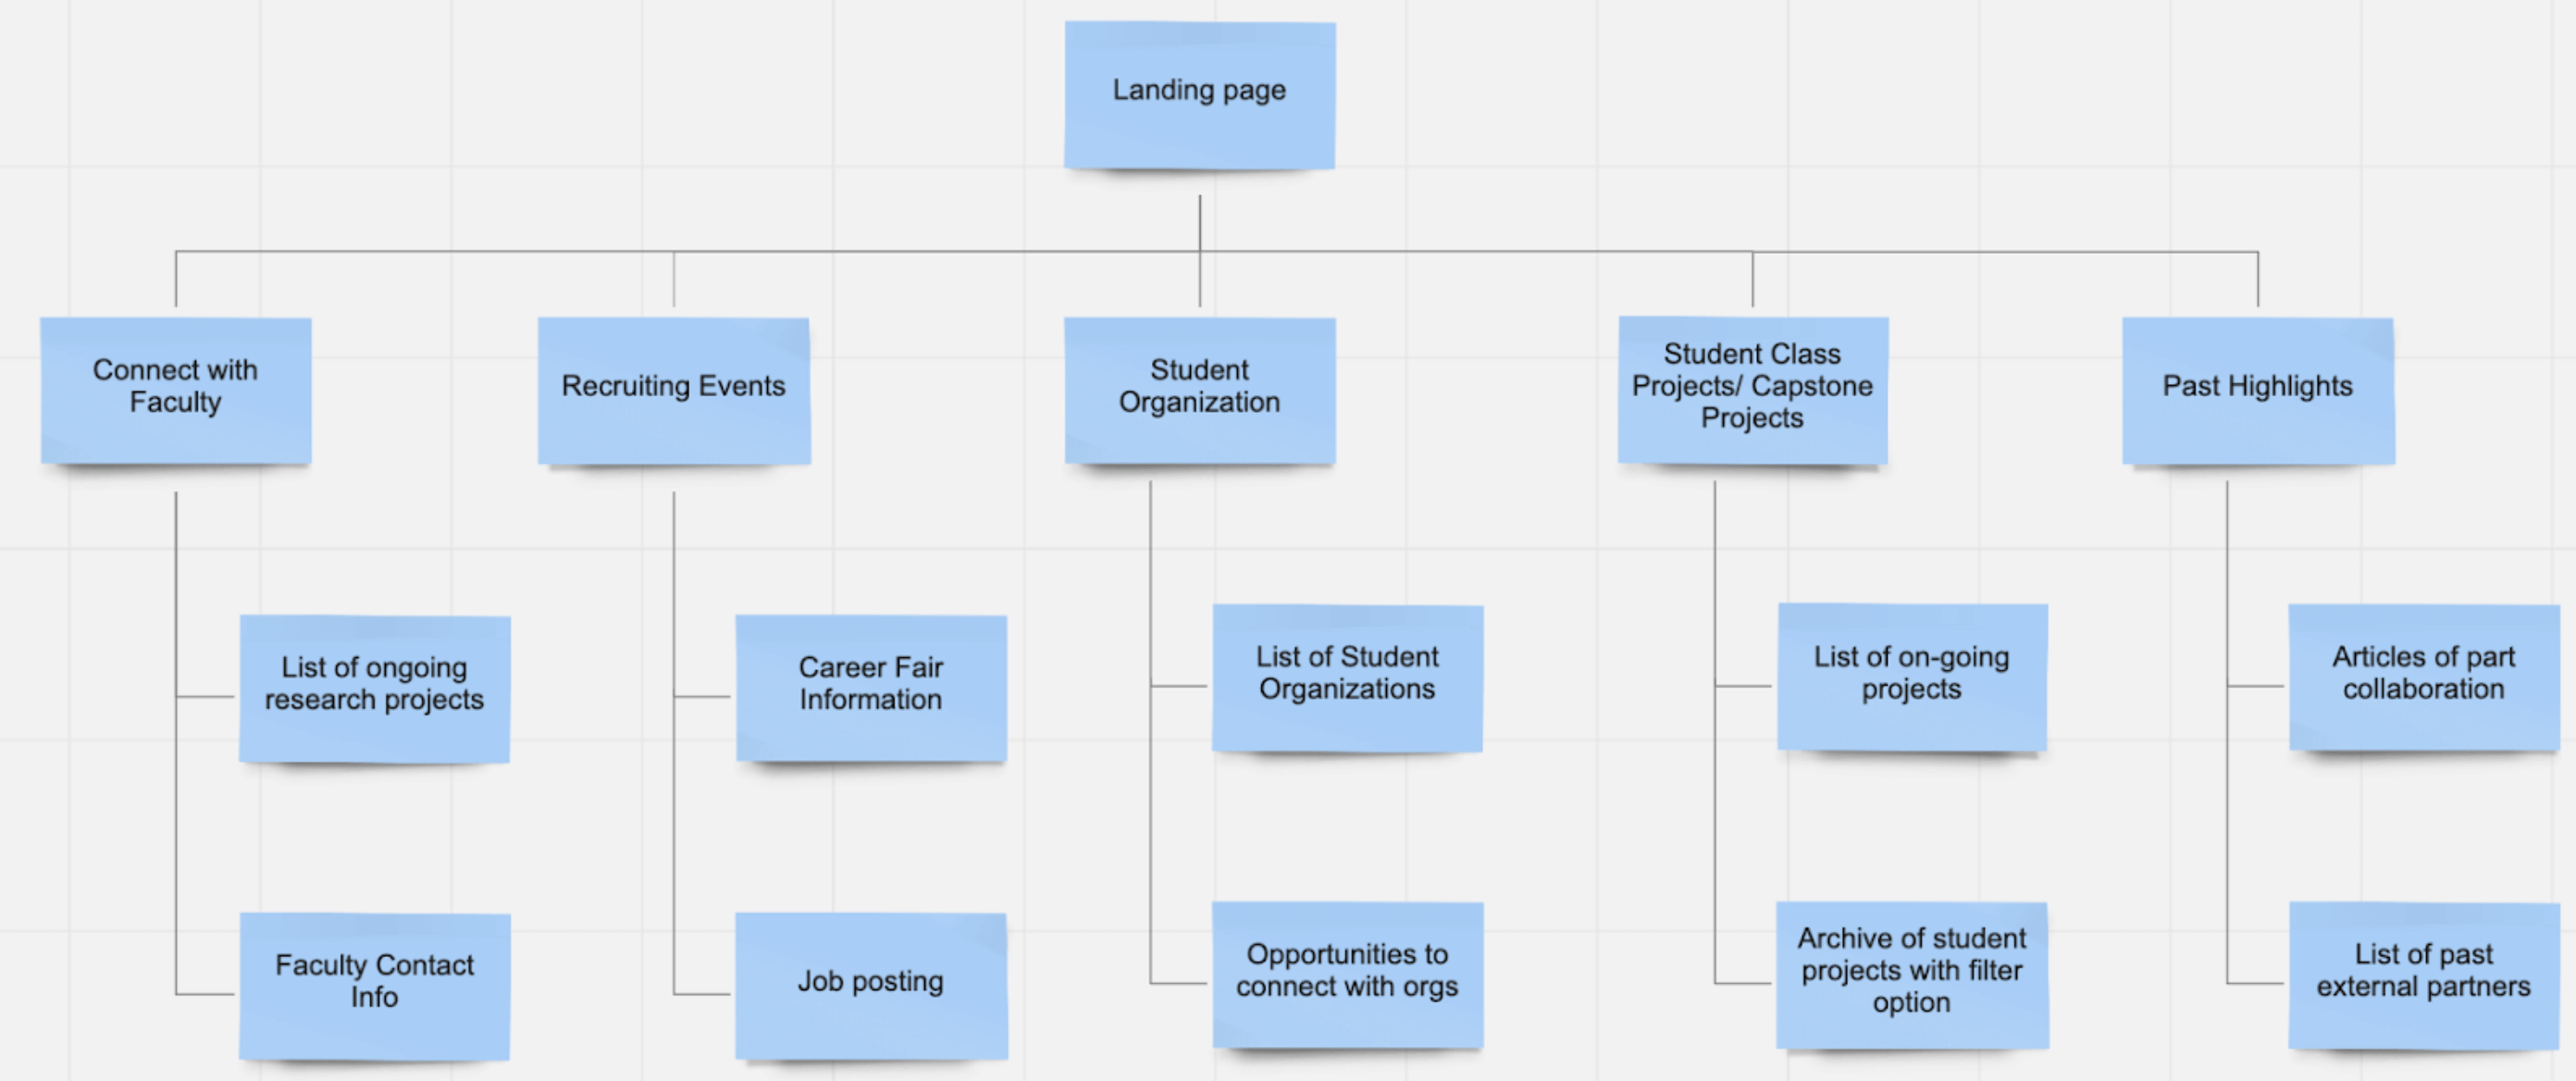 Landing page
Connect with
Faculty
Recruiting Events
Student
Organization
Student Class
Projects/ Capstone
Projects
Past Highlights
List of ongoing
research projects
Career Fair
Information
List of Student
Organizations
List of on-going
projects
Articles of part
collaboration
Faculty Contact
Info
Job posting
Opportunities to
connect with orgs
Archive of student
projects with filter
option
List of past
external partners